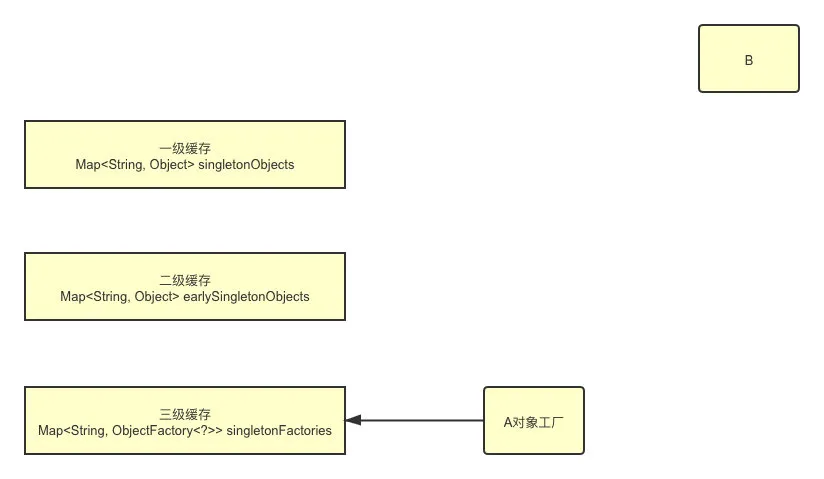 B
一级缓存
Map<String, Object> singletonObjects
二级缓存
Map<String, Object> earlySingletonObjects
三级缓存
Map<String, ObjectFactory<?>> singletonFactories
A对象工厂